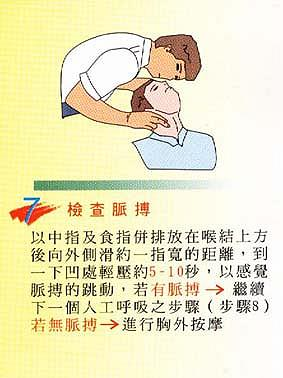 7 檢查脈搏
以中指及食指併排放在喉結上方
後向外側滑約一指寬的距離，到
一下凹處輕壓約5-10秒，以感覺
脈搏的跳動，若有脈搏→繼續
下一個人工呼吸之步驟（步驟8）
若無脈搏→進行胸外按摩